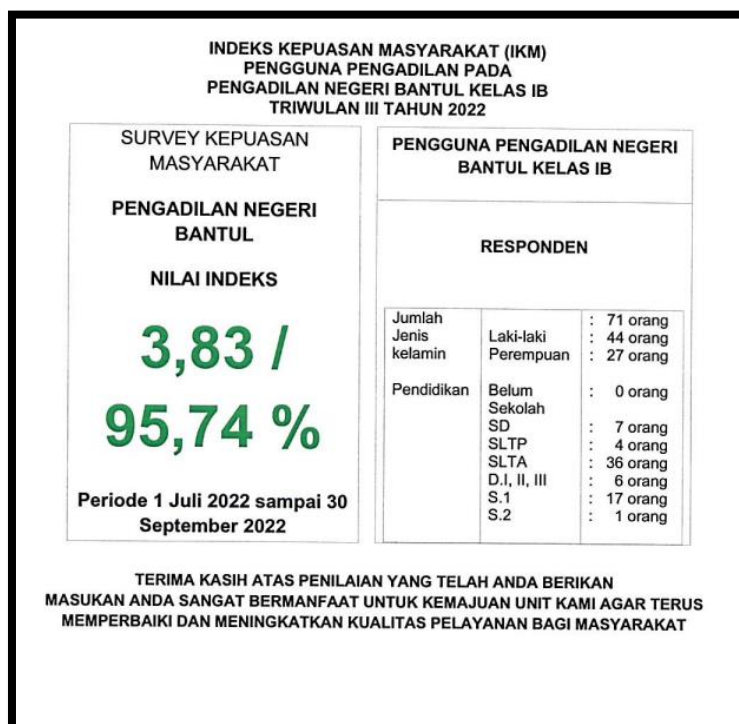 INDEKS KEPUASAN MASYARAKAT (IKM)
PENGGUNA PENGADILAN PADA
PENGADILAN NEGERI BANTUL KELAS IB
TRIWULAN III TAHUN 2022
SURVEY KEPUASAN
MASYARAKAT
PENGADILAN NEGERI
BANTUL
NILAI INDEKS
3,83 /
95,74 %
Periode 1 Juli 2022 sampai 30
September 2022
PENGGUNA PENGADILAN NEGERI
BANTUL KELAS IB
RESPONDEN
Jumlah : 71 orang
Jenis Laki-laki : 44 orang
kelamin Perempuan : 27 orang
Pendidikan Belum : 0 orang
Sekolah
SD : 7 orang
SLTP : 4 orang
SLTA : 36 orang
D.I, II, III : 6 orang
S.1 : 17 orang
S.2 : 1 orang
TERIMA KASIH ATAS PENILAIAN YANG TELAH ANDA BERIKAN
MASUKAN ANDA SANGAT BERMANFAAT UNTUK KEMAJUAN UNIT KAMI AGAR TERUS
MEMPERBAIKI DAN MENINGKATKAN KUALITAS PELAYANAN BAGI MASYARAKAT